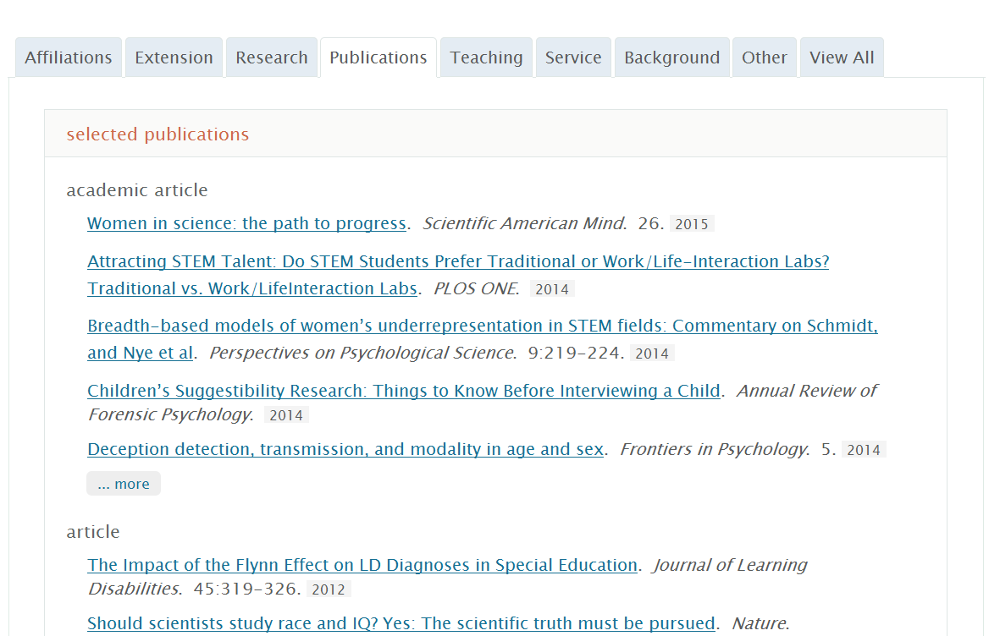 Affiliations Extension Research Publications Teaching Service Background Other View All
selected publications
academic article
Women in science: the path to progress. Scientific American Mind. 26. 2015
Attracting STEM Talent: Do STEM Students Prefer Traditional or Work/Life-Interaction Labs?
Traditional vs. Work/LifeInteraction Labs. PLOS ONE. 2014
Breadth-based models of women’s underrepresentation in STEM fields: Commentary on Schmidt,
and Nye et al. Perspectives on Psychological Science. 9:219-224. 2014
Children’s Suggestibility Research: Things to Know Before Interviewing a Child. Annual Review of
Forensic Psychology. 2014
Deception detection, transmission, and modality in age and sex. Frontiers in Psychology. 5. 2014
... more
article
The Impact of the Flynn Effect on LD Diagnoses in Special Education. Journal of Learning
Disabilities. 45:319-326. 2012
Should scientists study race and IQ? Yes: The scientific truth must be pursued. Nature.